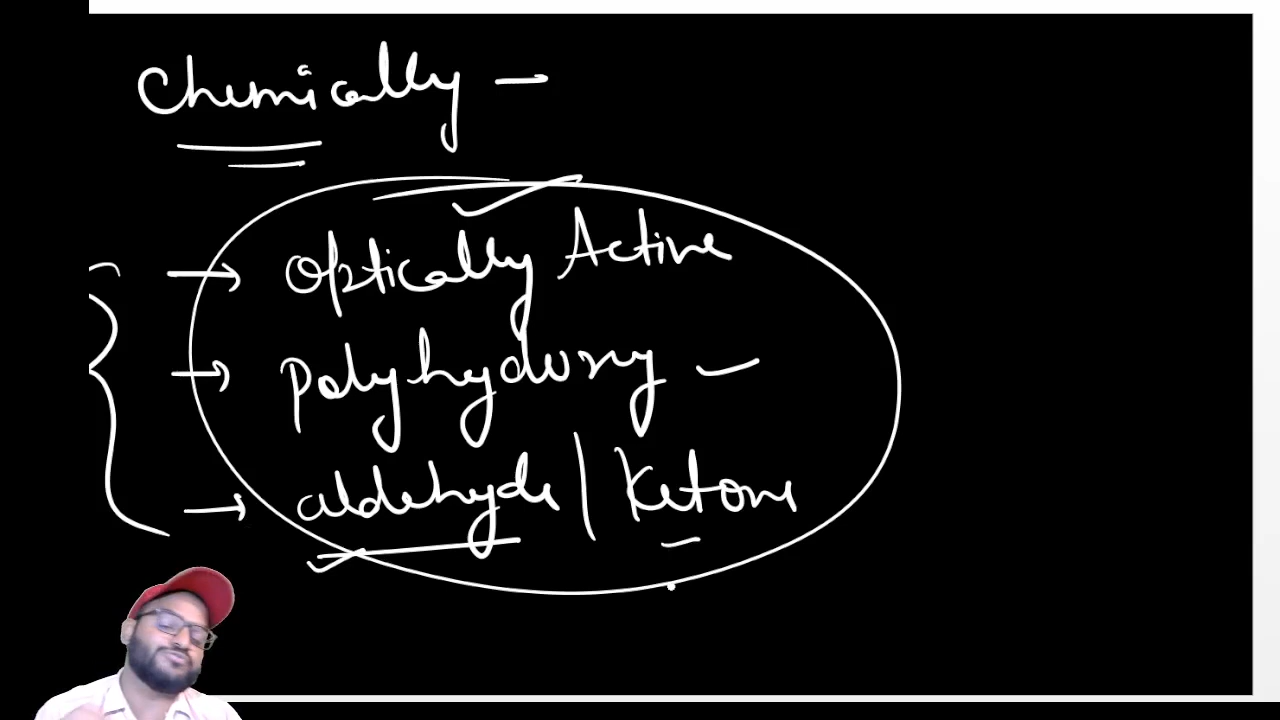 Chemically -
→ Optically Active
→ polyhydroxy -
→ aldehyde | Ketone